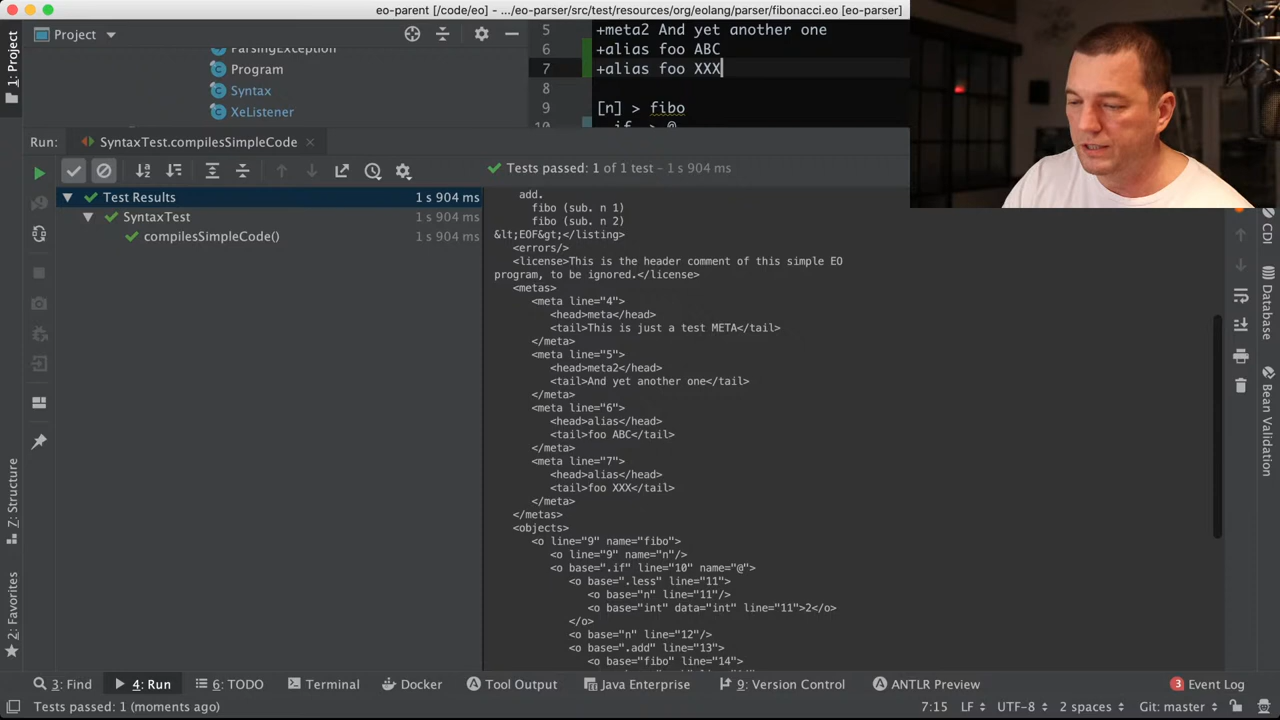 eo-parent [/code/eo] - .../eo-parser/src/test/resources/org/eolang/parser/fibonacci.eo [eo-parser]
Project
1: Project
ParsingException
Program
Syntax
XeListener
5 +meta2 And yet another one
6 +alias foo ABC
7 +alias foo XXX
8
9 [n] > fibo
10 if. > @
Run: SyntaxTest.compilesSimpleCode
Tests passed: 1 of 1 test - 1 s 904 ms
Test Results 1 s 904 ms
SyntaxTest 1 s 904 ms
compilesSimpleCode() 1 s 904 ms
add.
fibo (sub. n 1)
fibo (sub. n 2)
&lt;EOF&gt;</listing>
<errors/>
<license>This is the header comment of this simple EO
program, to be ignored.</license>
<metas>
<meta line="4">
<head>meta</head>
<tail>This is just a test META</tail>
</meta>
<meta line="5">
<head>meta2</head>
<tail>And yet another one</tail>
</meta>
<meta line="6">
<head>alias</head>
<tail>foo ABC</tail>
</meta>
<meta line="7">
<head>alias</head>
<tail>foo XXX</tail>
</meta>
</metas>
<objects>
<o line="9" name="fibo">
<o line="9" name="n"/>
<o base=".if" line="10" name="@">
<o base=".less" line="11">
<o base="n" line="11"/>
<o base="int" data="int" line="11">2</o>
</o>
<o base="n" line="12"/>
<o base=".add" line="13">
<o base="fibo" line="14">
CDI
Database
Bean Validation
7: Structure
2: Favorites
3: Find
4: Run
6: TODO
Terminal
Docker
Tool Output
Java Enterprise
9: Version Control
ANTLR Preview
3 Event Log
Tests passed: 1 (moments ago)
7:15 LF UTF-8 2 spaces Git: master